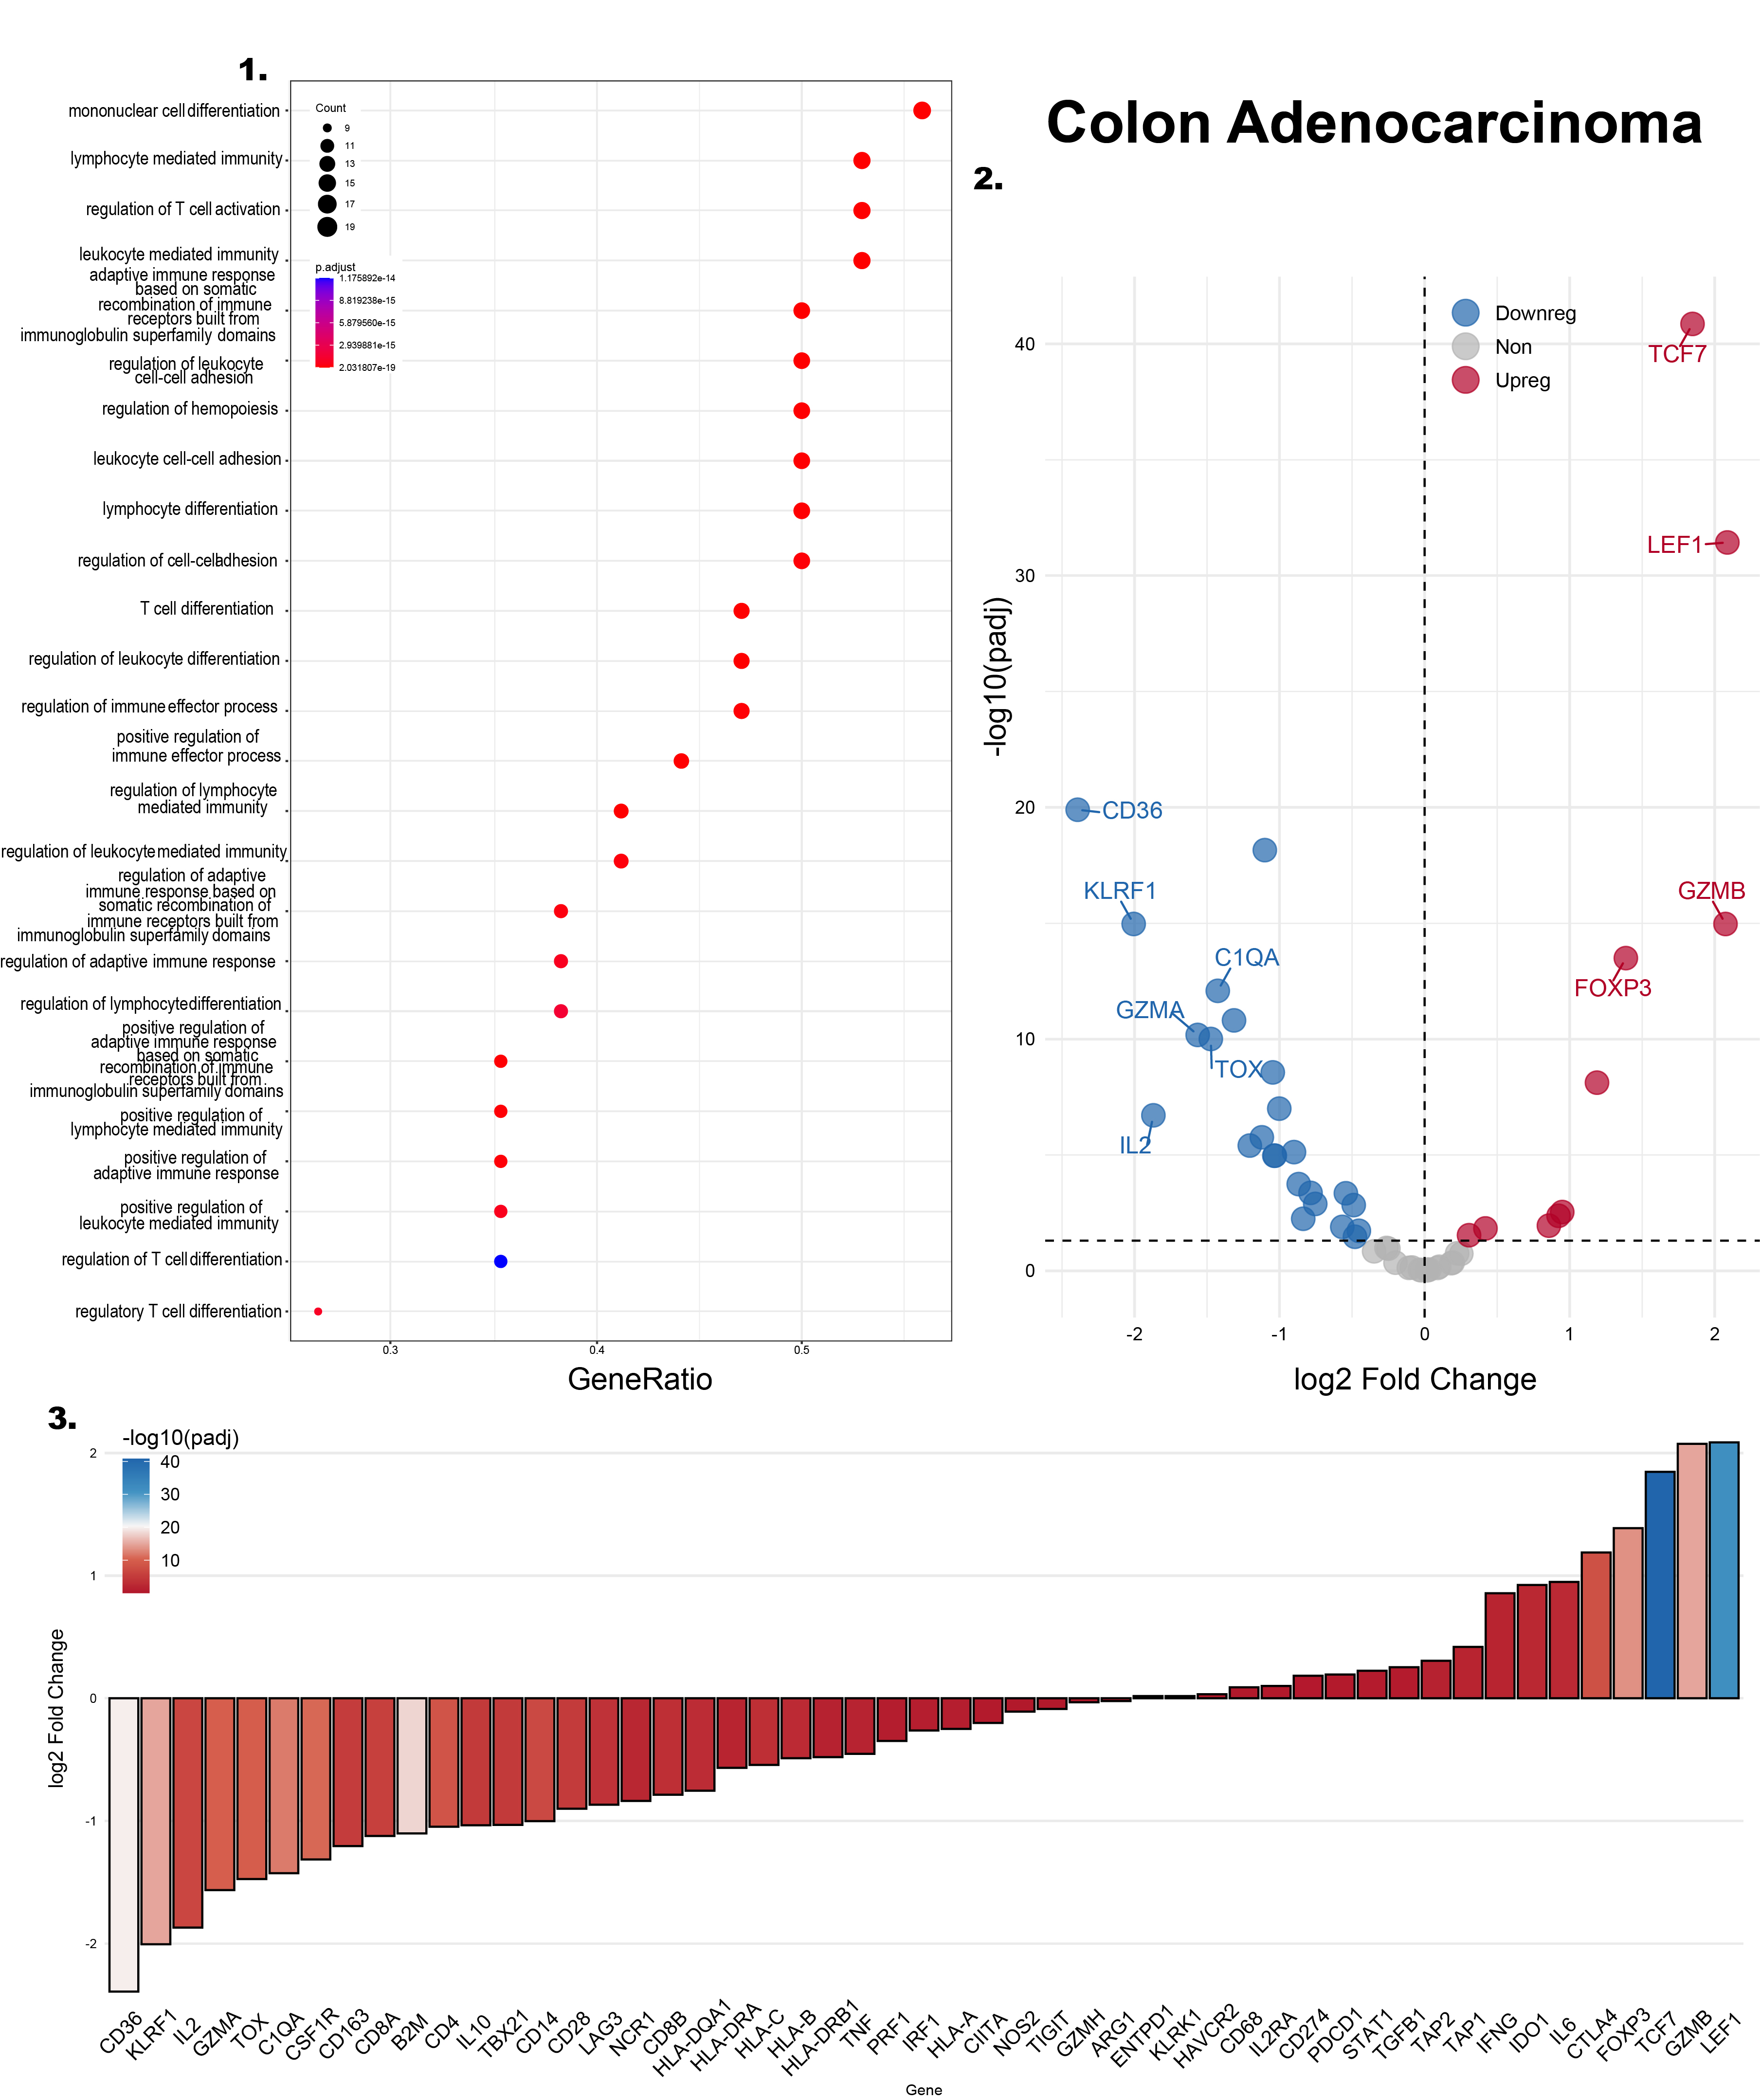 1.
mononuclear cell differentiation
lymphocyte mediated immunity
regulation of T cell activation
leukocyte mediated immunity
adaptive immune response
based on somatic
recombination of immune
receptors built from
immunoglobulin superfamily domains
regulation of leukocyte
cell-cell adhesion
regulation of hemopoiesis
leukocyte cell-cell adhesion
lymphocyte differentiation
regulation of cell-celadhesion
T cell differentiation
regulation of leukocyte differentiation
regulation of immune effector process
positive regulation of
immune effector process
regulation of lymphocyte
mediated immunity
regulation of leukocyte mediated immunity
regulation of adaptive
immune response based on
somatic recombination of
immune receptors built from
immunoglobulin superfamily domains
regulation of adaptive immune response
regulation of lymphocyte differentiation
positive regulation of
adaptive immune response
based on somatic
recombination of immune
receptors built from
immunoglobulin superfamily domains
positive regulation of
lymphocyte mediated immunity
positive regulation of
adaptive immune response
positive regulation of
leukocyte mediated immunity
regulation of T cell differentiation
regulatory T cell differentiation
Count
9
11
13
15
17
19
p.adjust
1.175892e-14
8.819238e-15
5.879560e-15
2.939881e-15
2.031807e-19
0.3
0.4
0.5
GeneRatio
Colon Adenocarcinoma
2.
Downreg
Non
Upreg
TCF7
LEF1
CD36
KLRF1
GZMB
C1QA
FOXP3
GZMA
TOX
IL2
-log10(padj)
40
30
20
10
0
-2
-1
0
1
2
log2 Fold Change
3.
-log10(padj)
40
30
20
10
log2 Fold Change
2
1
0
-1
-2
CD36
KLRF1
IL2
GZMA
TOX
C1QA
CSF1R
CD163
CD8A
B2M
CD4
IL10
TBX21
CD14
CD28
LAG3
NCR1
CD8B
HLA-DQA1
HLA-DRA
HLA-C
HLA-B
HLA-DRB1
TNF
PRF1
IRF1
HLA-A
CIITA
NOS2
TIGIT
GZMH
ARG1
ENTPD1
KLRK1
HAVCR2
CD68
IL2RA
CD274
PDCD1
STAT1
TGFB1
TAP2
TAP1
IFNG
IDO1
IL6
CTLA4
FOXP3
TCF7
GZMB
LEF1
Gene